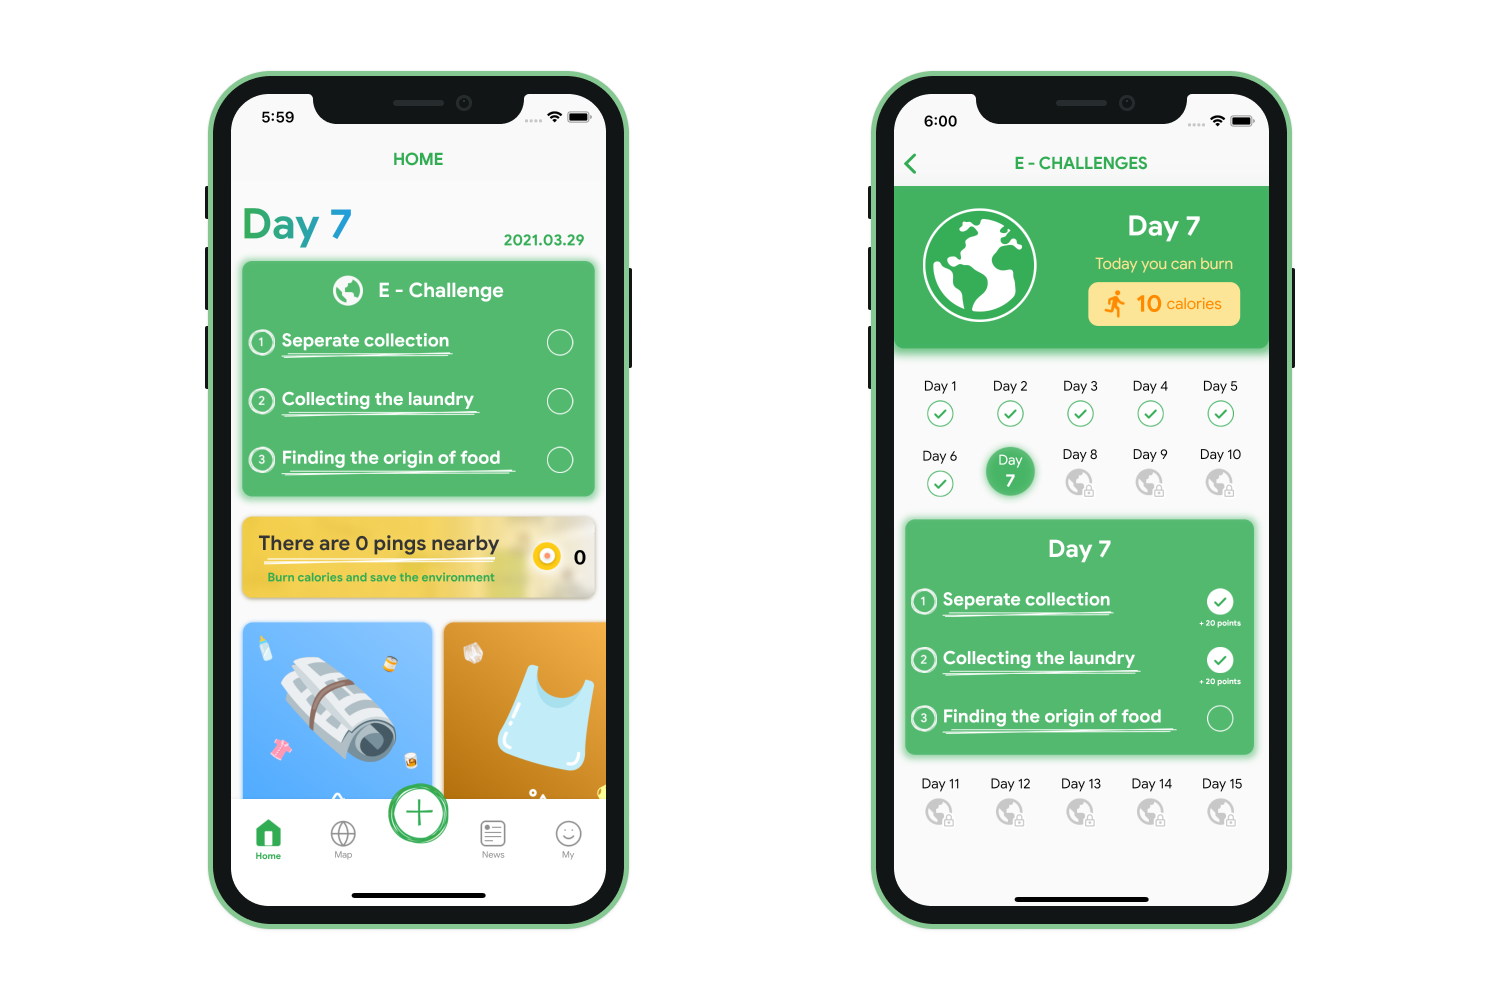 5:59
HOME
Day 7
2021.03.29
E - Challenge
1 Seperate collection
2 Collecting the laundry
3 Finding the origin of food
There are 0 pings nearby
0
Burn calories and save the environment
Home Map News My
6:00
E - CHALLENGES
Day 7
Today you can burn
10 calories
Day 1 Day 2 Day 3 Day 4 Day 5
Day 6 Day 7 Day 8 Day 9 Day 10
Day 7
1 Seperate collection
+ 20 points
2 Collecting the laundry
+ 20 points
3 Finding the origin of food
Day 11 Day 12 Day 13 Day 14 Day 15